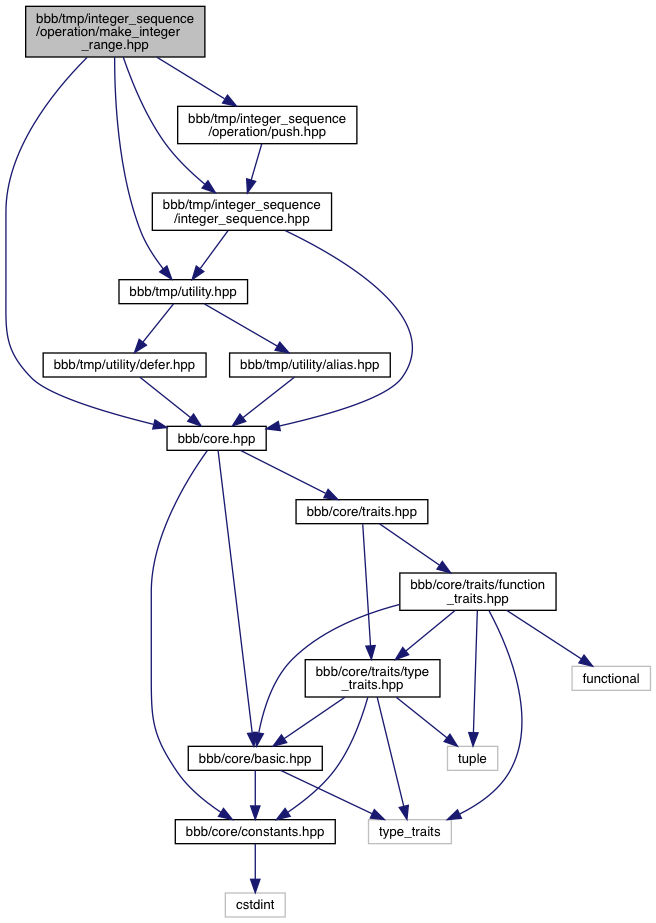 bbb/tmp/integer_sequence
/operation/make_integer
_range.hpp
bbb/tmp/integer_sequence
/operation/push.hpp
bbb/tmp/integer_sequence
/integer_sequence.hpp
bbb/tmp/utility.hpp
bbb/tmp/utility/defer.hpp
bbb/tmp/utility/alias.hpp
bbb/core.hpp
bbb/core/traits.hpp
bbb/core/traits/function
_traits.hpp
bbb/core/traits/type
_traits.hpp
functional
bbb/core/basic.hpp
tuple
bbb/core/constants.hpp
type_traits
cstdint